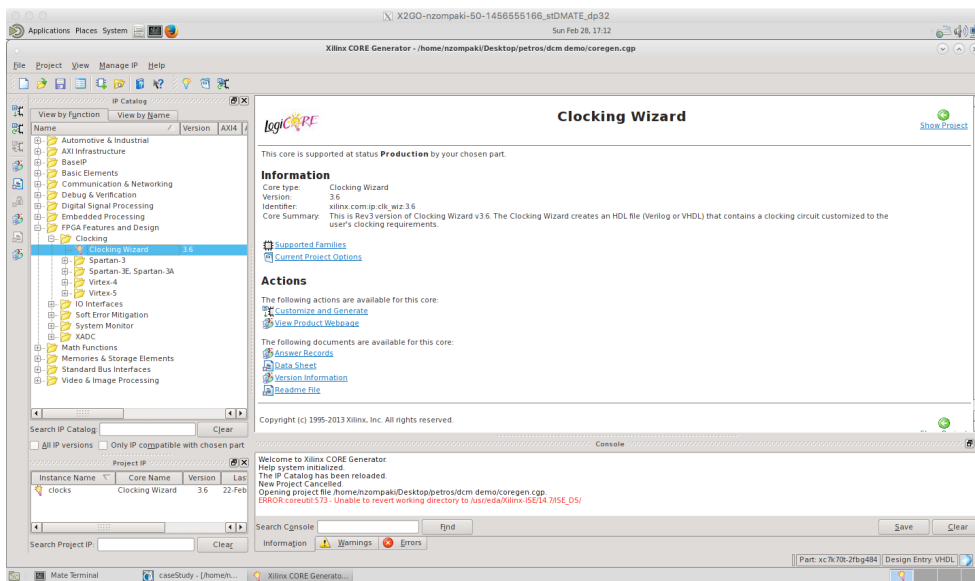 X2GO-nzompaki-50-1456555166_stDMATE_dp32
Applications Places System
Sun Feb 28, 17:12
Xilinx CORE Generator - /home/nzompaki/Desktop/petros/dcm demo/coregen.cgp
File Project View Manage IP Help
IP Catalog
View by Function View by Name
Name Version AXI4
Automotive & Industrial
AXI Infrastructure
BaseIP
Basic Elements
Communication & Networking
Debug & Verification
Digital Signal Processing
Embedded Processing
FPGA Features and Design
Clocking
Clocking Wizard 3.6
Spartan-3
Spartan-3E, Spartan-3A
Virtex-4
Virtex-5
IO Interfaces
Soft Error Mitigation
System Monitor
XADC
Math Functions
Memories & Storage Elements
Standard Bus Interfaces
Video & Image Processing
Search IP Catalog: Clear
All IP versions Only IP compatible with chosen part
Project IP
Instance Name Core Name Version Las
clocks Clocking Wizard 3.6 22-Feb
Search Project IP: Clear
logiCORE
Clocking Wizard
Show Project
This core is supported at status Production by your chosen part.
Information
Core type: Clocking Wizard
Version: 3.6
Identifier: xilinx.com:ip:clk_wiz:3.6
Core Summary: This is Rev3 version of Clocking Wizard v3.6. The Clocking Wizard creates an HDL file (Verilog or VHDL) that contains a clocking circuit customized to the
user's clocking requirements.
Supported Families
Current Project Options
Actions
The following actions are available for this core:
Customize and Generate
View Product Webpage
The following documents are available for this core:
Answer Records
Data Sheet
Version Information
Readme File
Copyright (c) 1995-2013 Xilinx, Inc. All rights reserved.
Console
Welcome to Xilinx CORE Generator.
Help system initialized.
The IP Catalog has been reloaded.
New Project Cancelled.
Opening project file /home/nzompaki/Desktop/petros/dcm demo/coregen.cgp.
ERROR:coreutil:573 - Unable to revert working directory to /usr/eda/Xilinx-ISE/14.7/ISE_DS/
Search Console Find Save Clear
Information Warnings Errors
Part: xc7k70t-2fbg484 Design Entry: VHDL
Mate Terminal caseStudy - [/home/n... Xilinx CORE Generato...